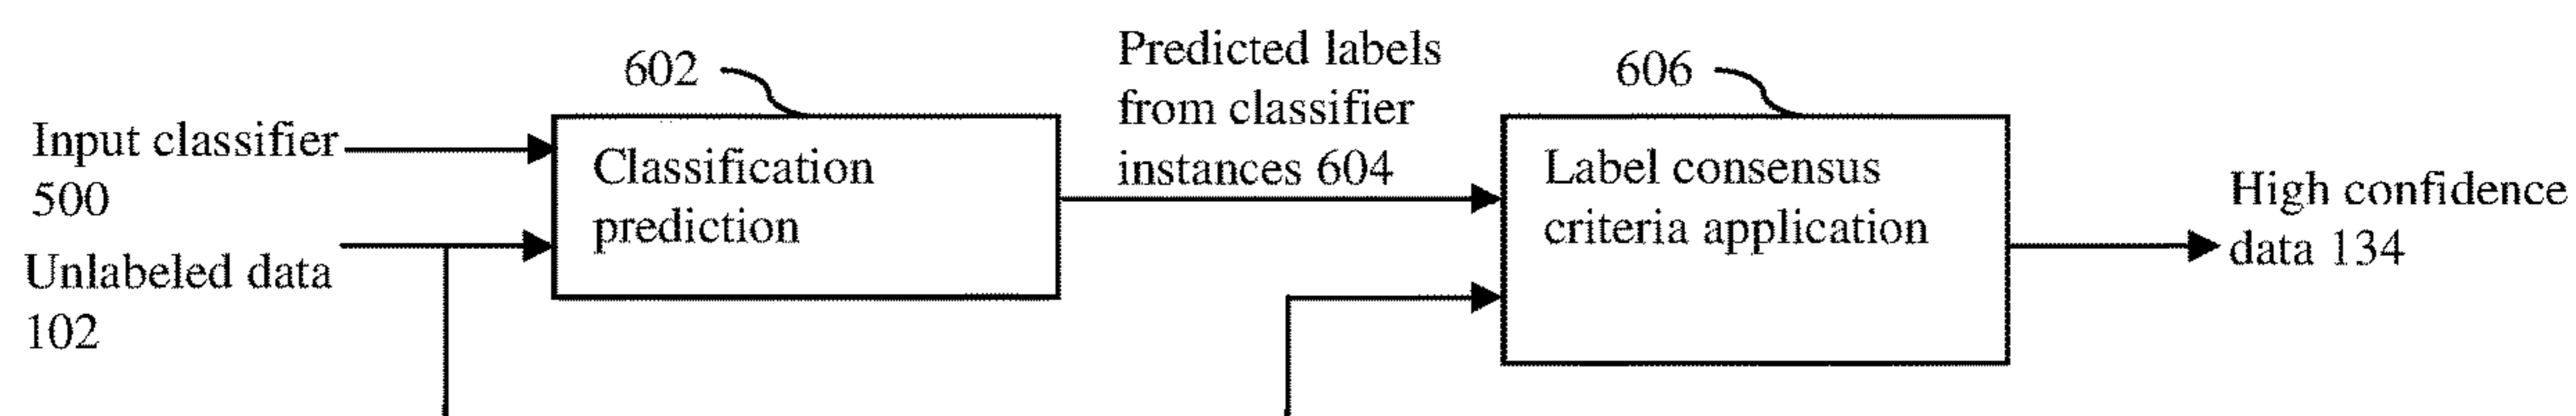 602
Input classifier
500
Unlabeled data
102
Classification
prediction
Predicted labels
from classifier
instances 604
606
Label consensus
criteria application
High confidence
data 134